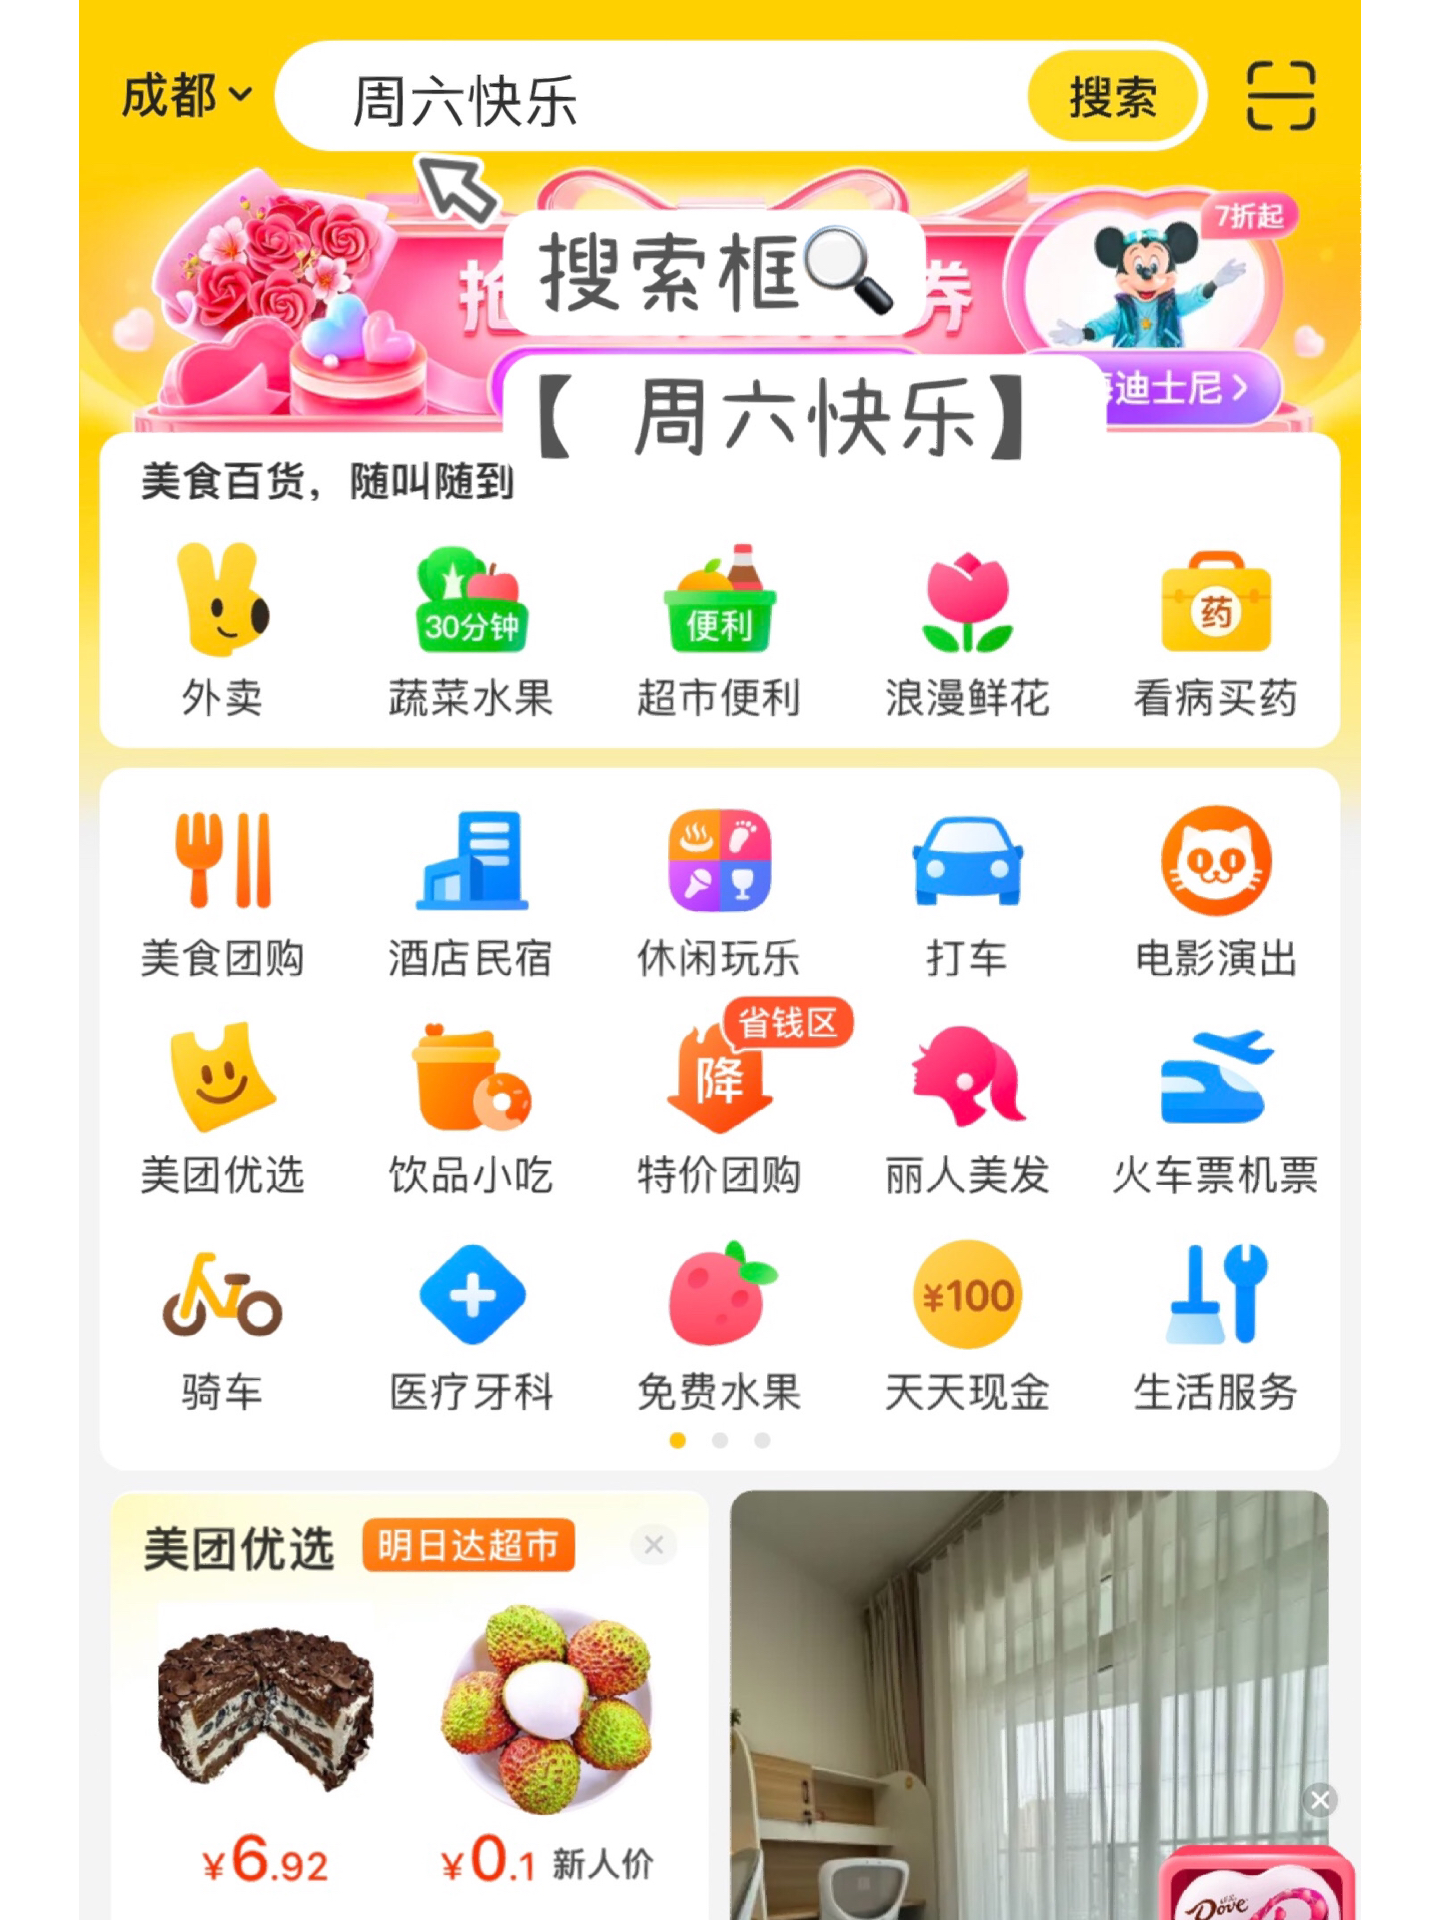 成都
周六快乐
搜索
7折起
搜索框
抢
券
【 周六快乐】
迪士尼
美食百货，随叫随到
30分钟
便利
药
外卖
蔬菜水果
超市便利
浪漫鲜花
看病买药
美食团购
酒店民宿
休闲玩乐
打车
电影演出
省钱区
降
美团优选
饮品小吃
特价团购
丽人美发
火车票机票
¥100
骑车
医疗牙科
免费水果
天天现金
生活服务
美团优选 明日达超市
¥6.92 ¥0.1 新人价
Dove